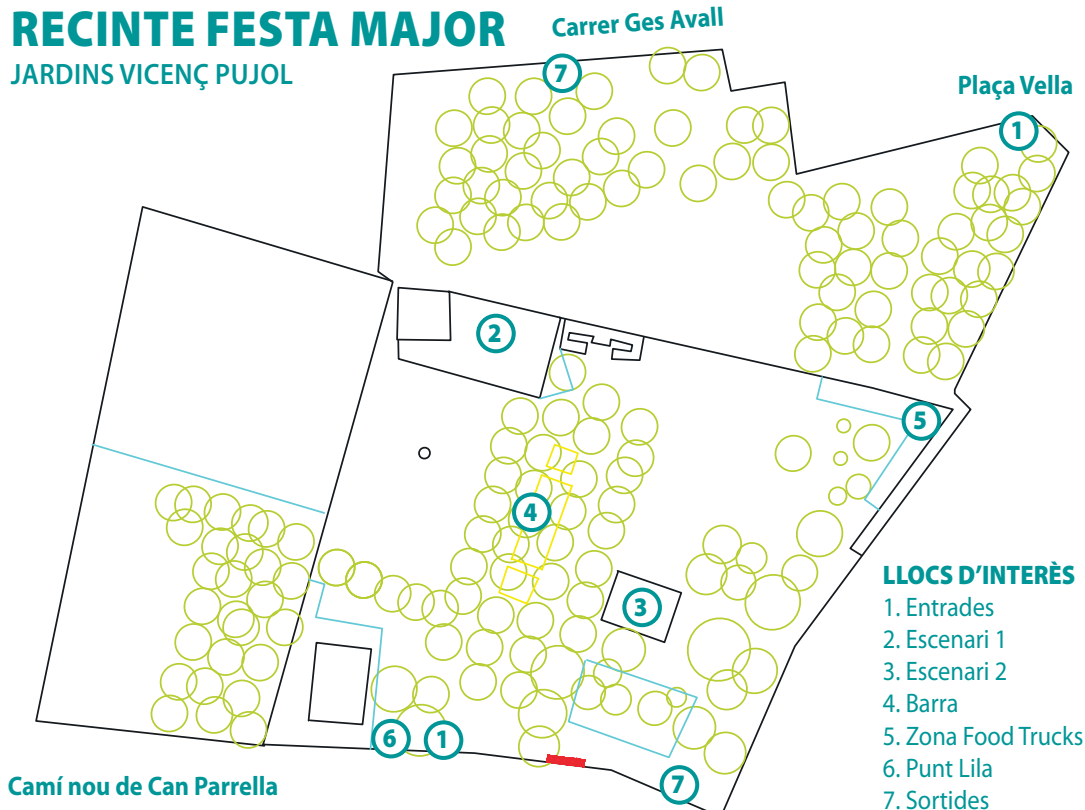 RECINTE FESTA MAJOR
JARDINS VICENÇ PUJOL
Carrer Ges Avall
7
Plaça Vella
1
2
5
4
3
6
1
7
Camí nou de Can Parrella
LLOCS D'INTERÈS
1. Entrades
2. Escenari 1
3. Escenari 2
4. Barra
5. Zona Food Trucks
6. Punt Lila
7. Sortides